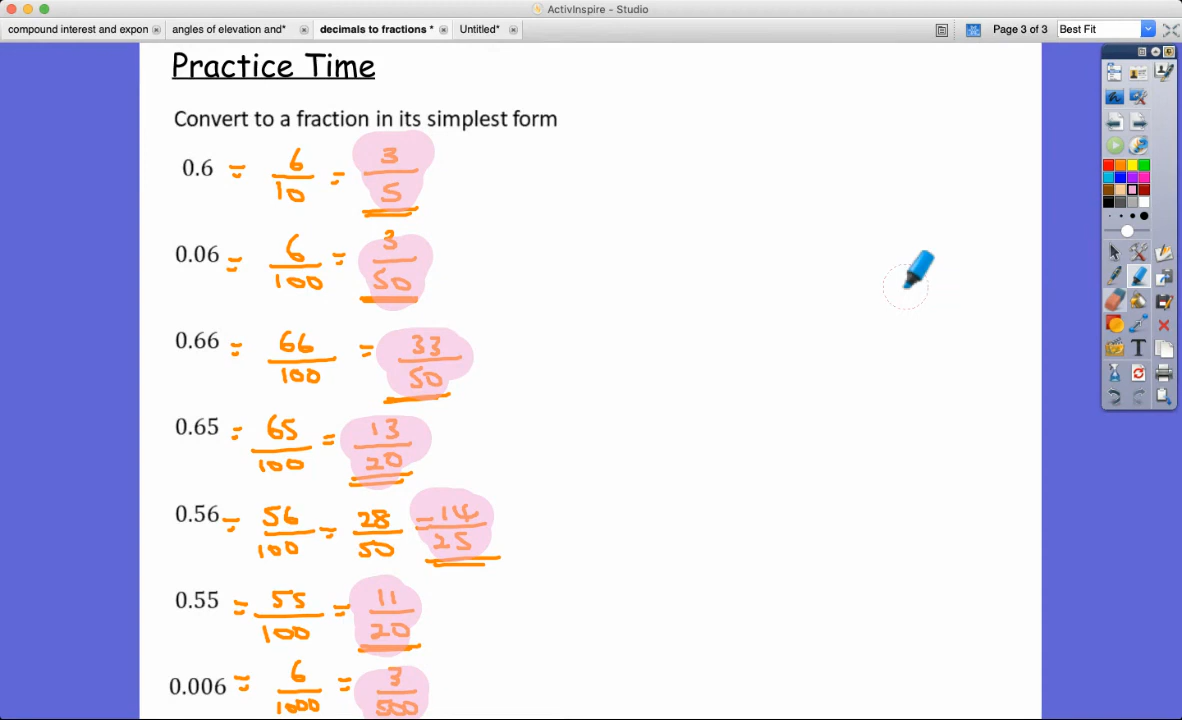 ActivInspire - Studio
compound interest and expon
angles of elevation and*
decimals to fractions *
Untitled*
Page 3 of 3
Best Fit
Practice Time
Convert to a fraction in its simplest form
0.6 = 6/10 = 3/5
0.06 = 6/100 = 3/50
0.66 = 66/100 = 33/50
0.65 = 65/100 = 13/20
0.56 = 56/100 = 28/50 = 14/25
0.55 = 55/100 = 11/20
0.006 = 6/1000 = 3/500